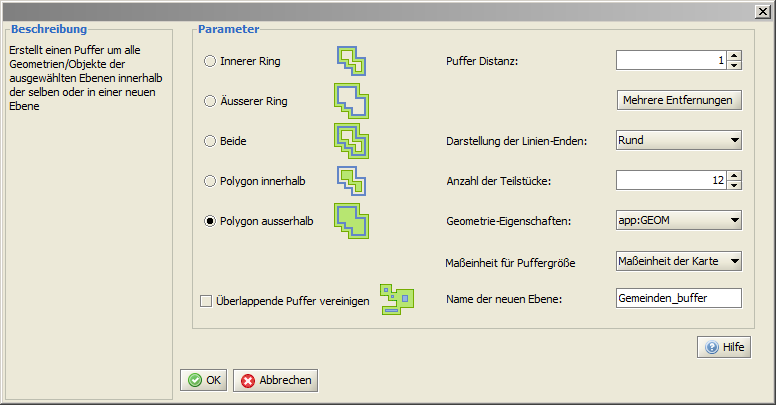 Beschreibung
Erstellt einen Puffer um alle
Geometrien/Objekte der
ausgewählten Ebenen innerhalb
der selben oder in einer neuen
Ebene
Parameter
Innerer Ring
Puffer Distanz:
1
Äusserer Ring
Mehrere Entfernungen
Beide
Darstellung der Linien-Enden:
Rund
Polygon innerhalb
Anzahl der Teilstücke:
12
Polygon ausserhalb
Geometrie-Eigenschaften:
app:GEOM
Maßeinheit für Puffergröße
Maßeinheit der Karte
Überlappende Puffer vereinigen
Name der neuen Ebene:
Gemeinden_buffer
Hilfe
OK
Abbrechen